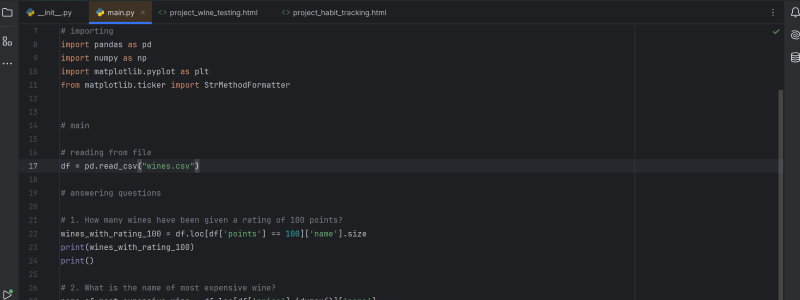 __init__.py main.py project_wine_testing.html project_habit_tracking.html
7 # importing
8 import pandas as pd
9 import numpy as np
10 import matplotlib.pyplot as plt
11 from matplotlib.ticker import StrMethodFormatter
12
13
14 # main
15
16 # reading from file
17 df = pd.read_csv("wines.csv")
18
19 # answering questions
20
21 # 1. How many wines have been given a rating of 100 points?
22 wines_with_rating_100 = df.loc[df['points'] == 100]['name'].size
23 print(wines_with_rating_100)
24 print()
25
26 # 2. What is the name of most expensive wine?